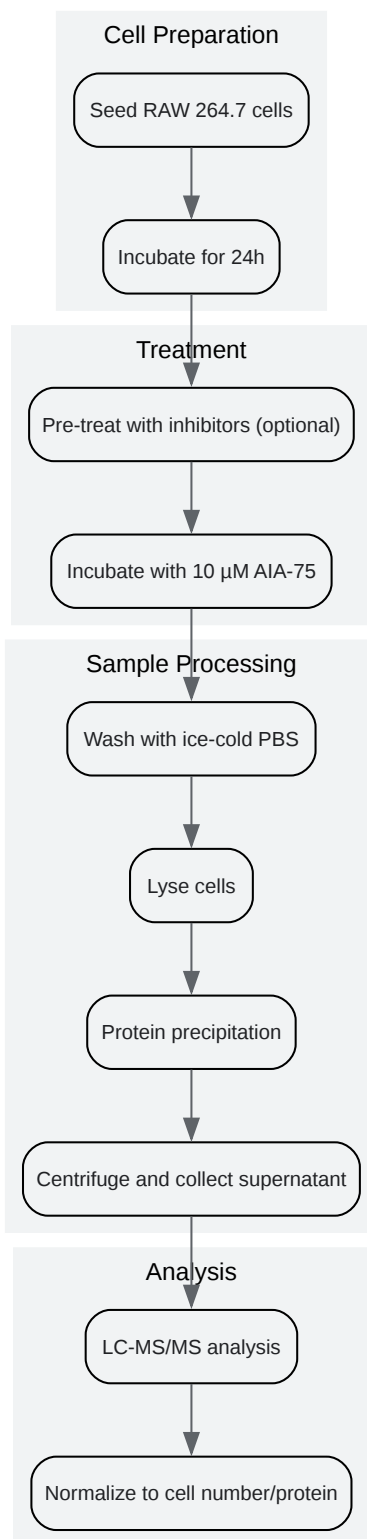 Cell Preparation
Seed RAW 264.7 cells
Incubate for 24h
Treatment
Pre-treat with inhibitors (optional)
Incubate with 10 µM AIA-75
Sample Processing
Wash with ice-cold PBS
Lyse cells
Protein precipitation
Centrifuge and collect supernatant
Analysis
LC-MS/MS analysis
Normalize to cell number/protein